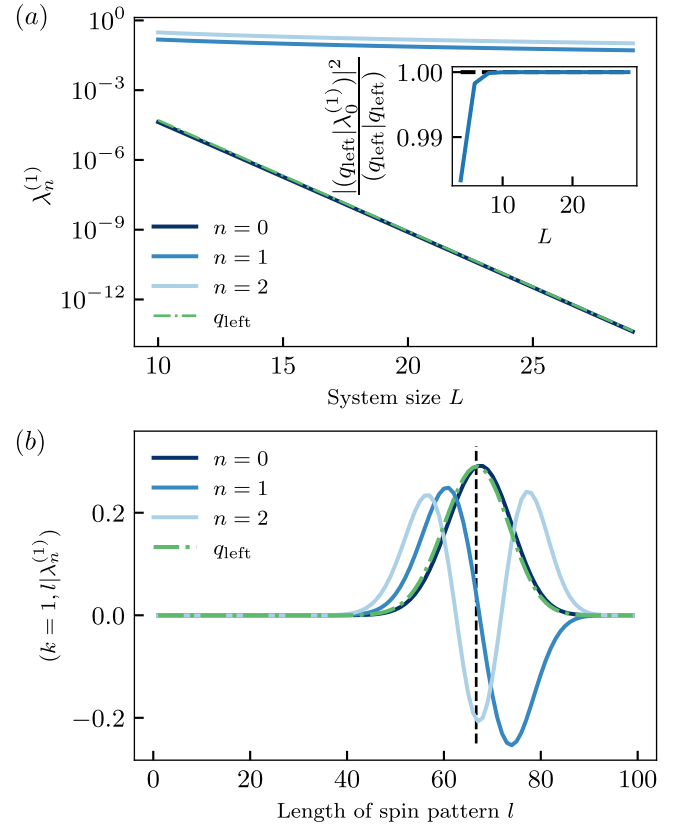 (a)
10^0
10^{-3}
10^{-6}
10^{-9}
10^{-12}
λ_n^{(1)}
n = 0
n = 1
n = 2
q_left
|(q_left|λ_0^{(1)})|^2
(q_left|q_left)
1.00
0.99
10 20
L
10 15 20 25
System size L
(b)
n = 0
n = 1
n = 2
q_left
0.2
0.0
−0.2
(k = 1, l|λ_n^{(1)})
0 20 40 60 80 100
Length of spin pattern l